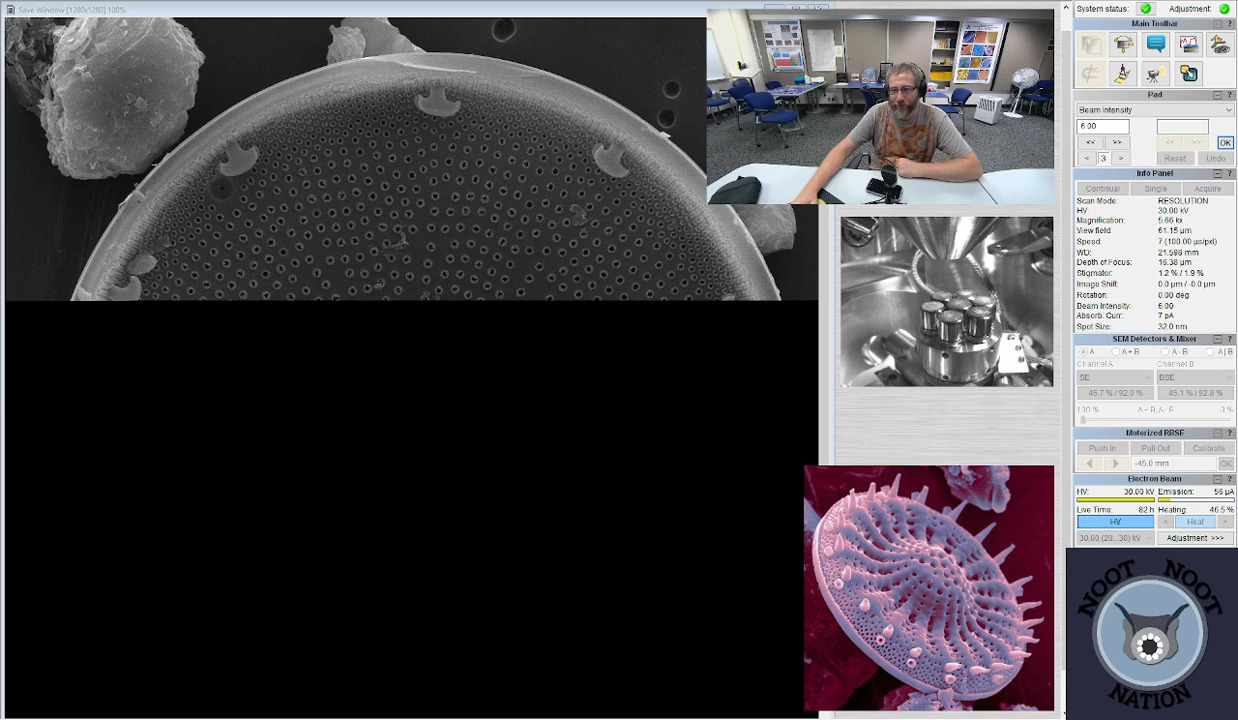 Save Window [1280x1280] 100%
System status: Adjustment:
Main Toolbar
Pad
Beam Intensity
6.00
<< >> << >> OK
< 3 > Reset Undo
Info Panel
Continual Single Acquire
Scan Mode: RESOLUTION
HV: 30.00 kV
Magnification: 5.66 kx
View field: 61.15 µm
Speed: 7 (100.00 µs/pxl)
WD: 21.598 mm
Depth of Focus: 16.38 µm
Stigmator: 1.2 % / 1.9 %
Image Shift: 0.0 µm / -0.0 µm
Rotation: 0.00 deg
Beam Intensity: 6.00
Absorb. Curr: 7 pA
Spot Size: 32.0 nm
SEM Detectors & Mixer
A A+B A-B A|B
Channel A Channel B
SE BSE
45.7 % / 92.0 % 45.1 % / 92.8 %
100 % A - B, A - B 0 %
Motorized RBSE
Push In Pull Out Calibrate
-45.0 mm OK
Electron Beam
HV: 30.00 kV Emission: 56 µA
Live Time: 82 h Heating: 46.5 %
HV < Heat >
30.00 (20...30) kV Adjustment >>>
NOOT NOOT
NATION